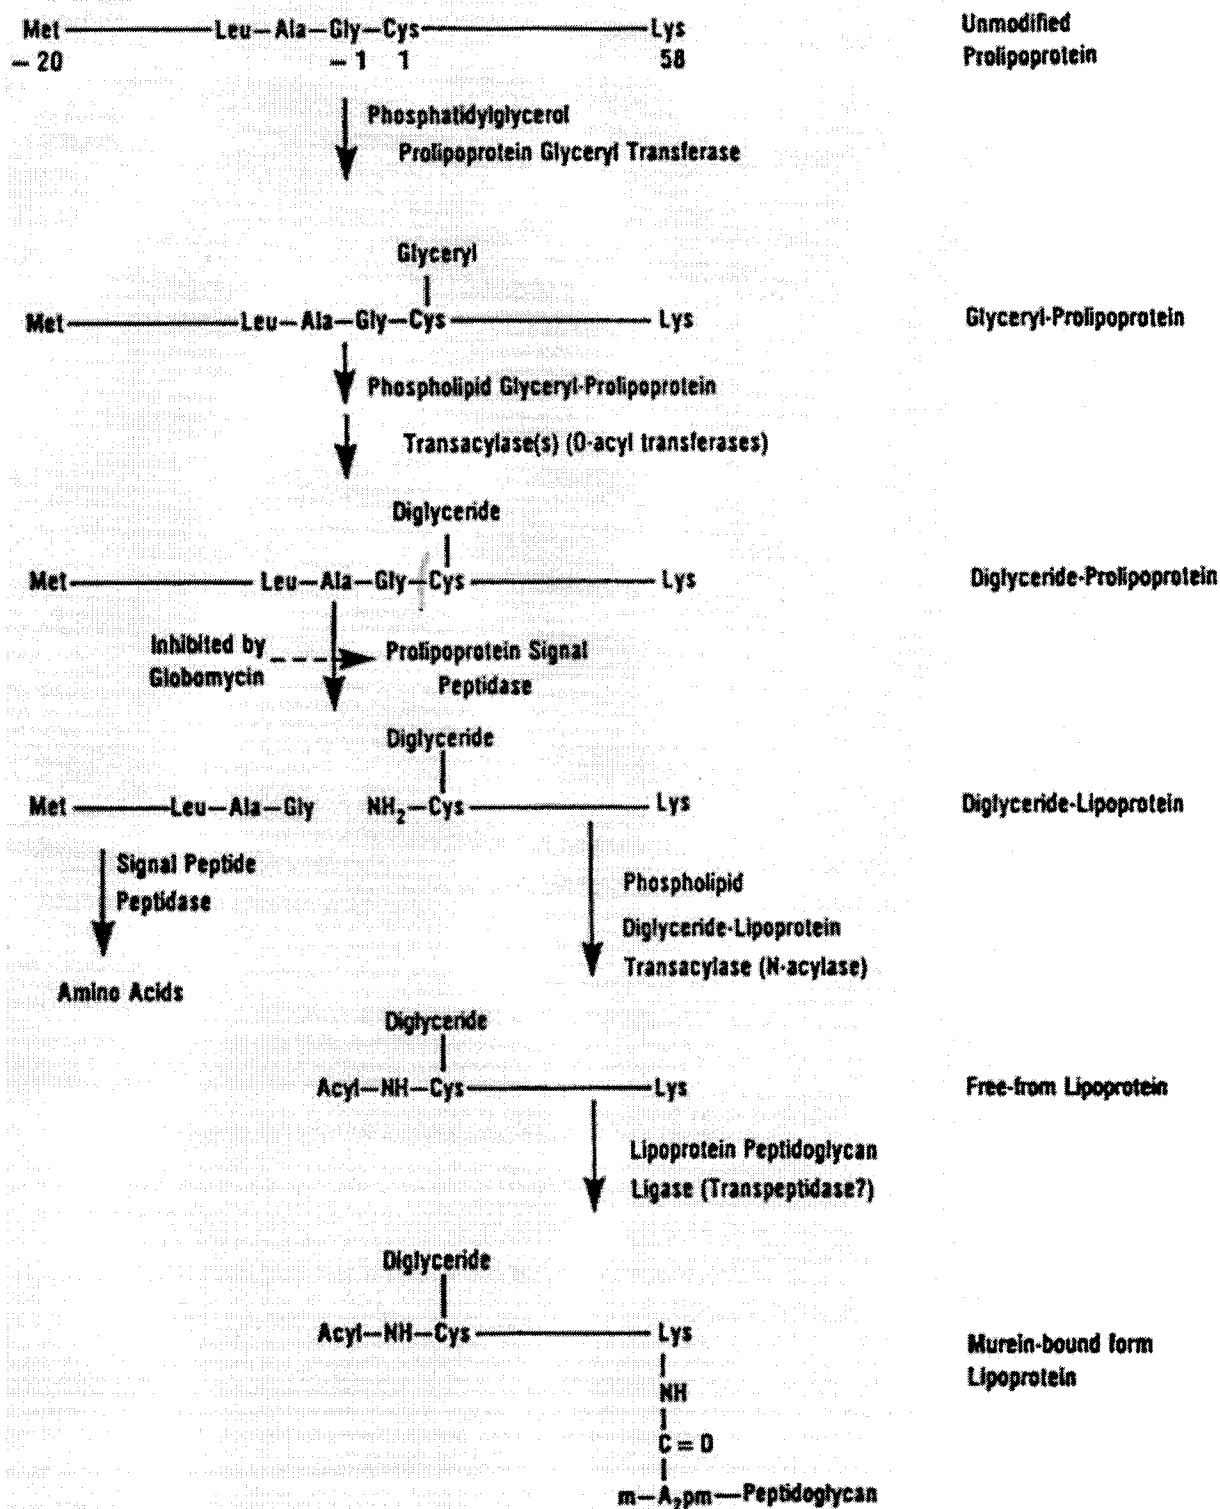 Met Leu–Ala–Gly–Cys Lys Unmodified
– 20 – 1 1 58 Prolipoprotein
Phosphatidylglycerol
Prolipoprotein Glyceryl Transferase
Glyceryl
Met Leu–Ala–Gly–Cys Lys Glyceryl-Prolipoprotein
Phospholipid Glyceryl-Prolipoprotein
Transacylase(s) (O-acyl transferases)
Diglyceride
Met Leu–Ala–Gly–Cys Lys Diglyceride-Prolipoprotein
Inhibited by
Globomycin
Prolipoprotein Signal
Peptidase
Diglyceride
Met Leu–Ala–Gly NH₂–Cys Lys Diglyceride-Lipoprotein
Signal Peptide
Peptidase
Phospholipid
Diglyceride-Lipoprotein
Transacylase (N-acylase)
Amino Acids
Diglyceride
Acyl–NH–Cys Lys Free-from Lipoprotein
Lipoprotein Peptidoglycan
Ligase (Transpeptidase?)
Diglyceride
Acyl–NH–Cys Lys Murein-bound form
Lipoprotein
NH
C = O
m–A₂pm—Peptidoglycan